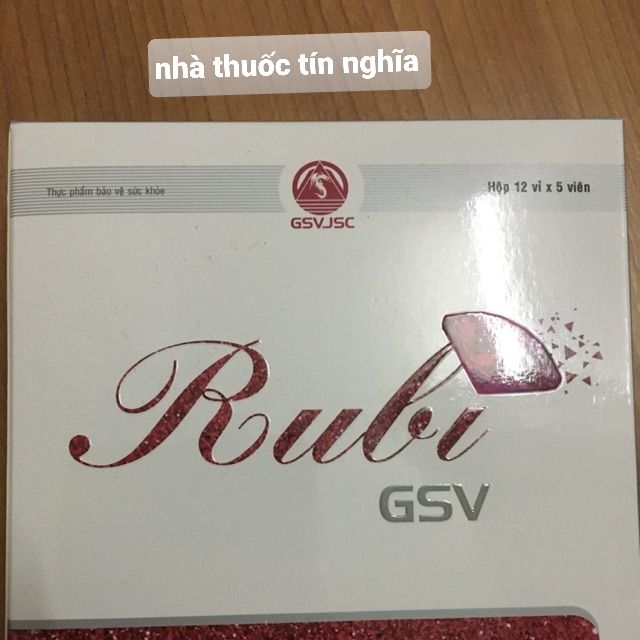 nhà thuốc tín nghĩa
Thực phẩm bảo vệ sức khỏe
GSVJSC
Hộp 12 vỉ x 5 viên
Rubi
GSV